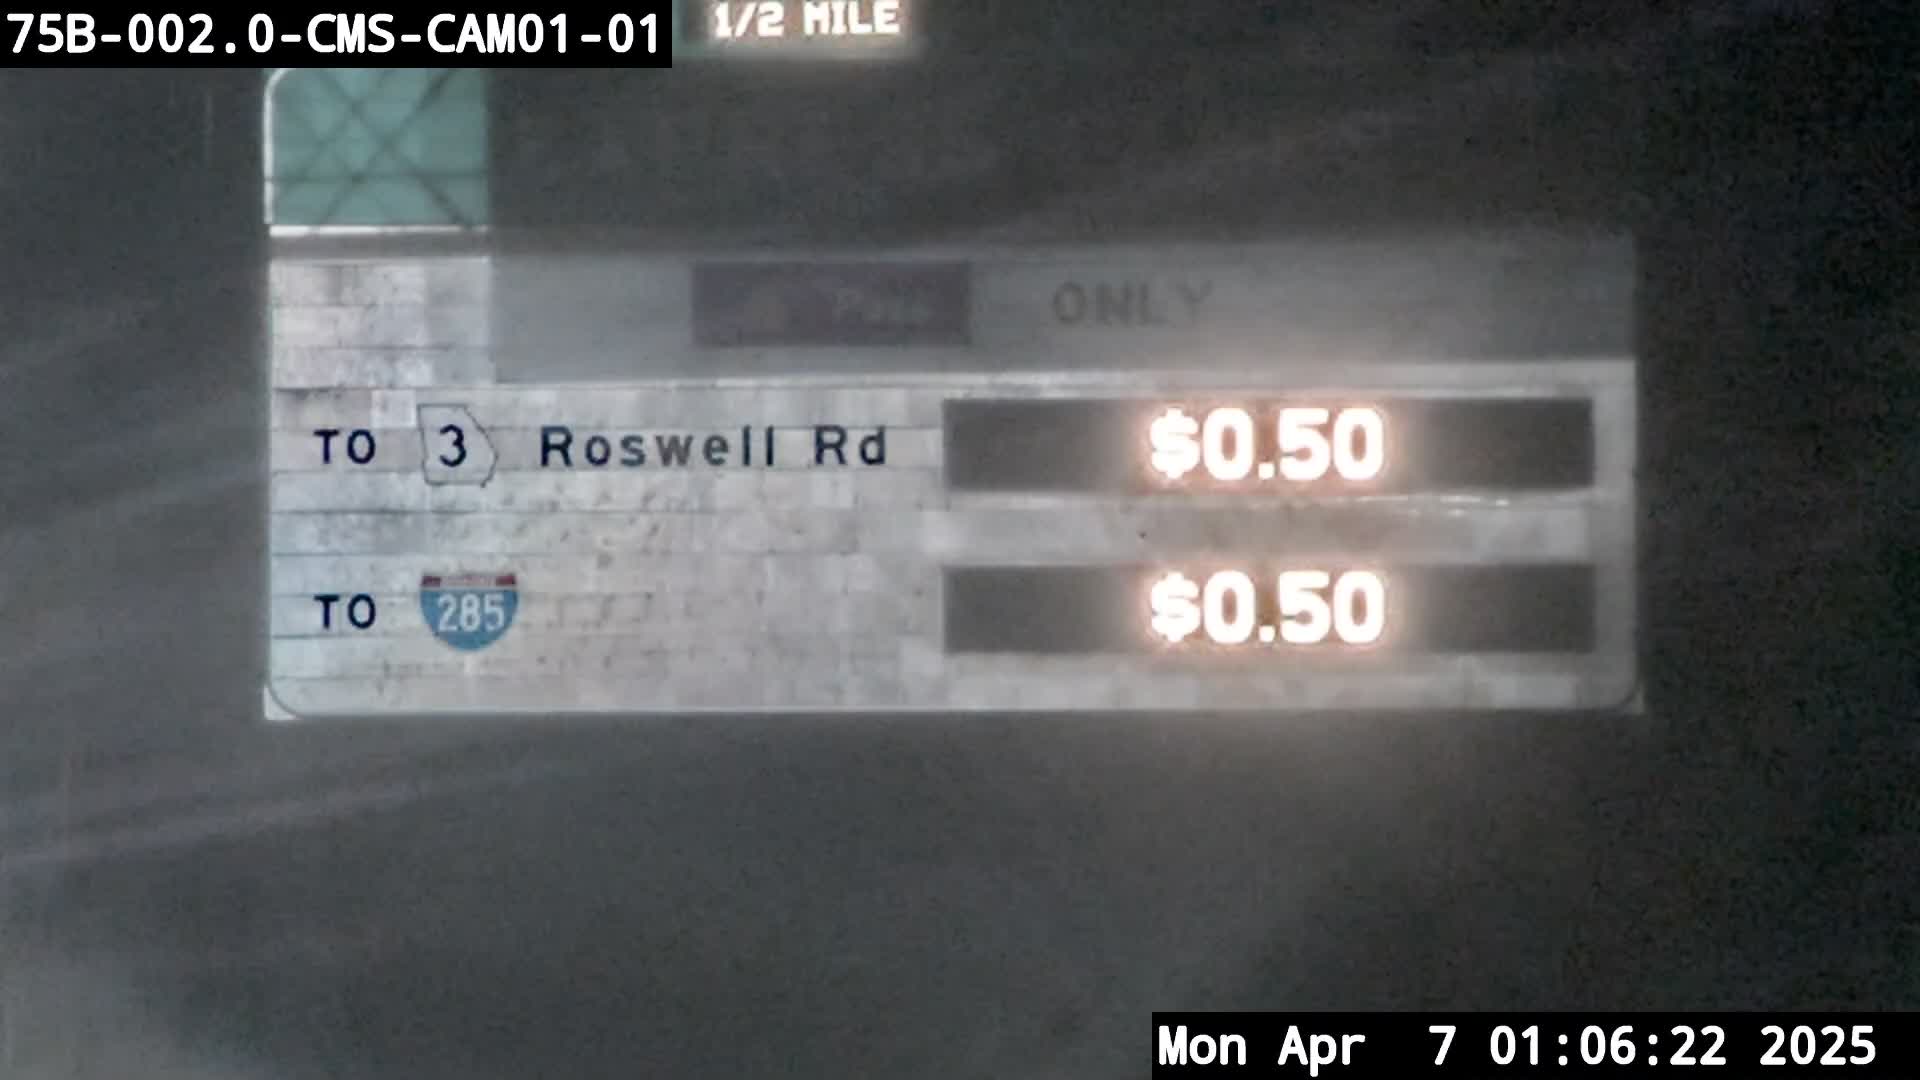 75B-002.0-CMS-CAM01-01
1/2 MILE
ONLY
TO 3 Roswell Rd $0.50
TO 285 $0.50
Mon Apr 7 01:06:22 2025